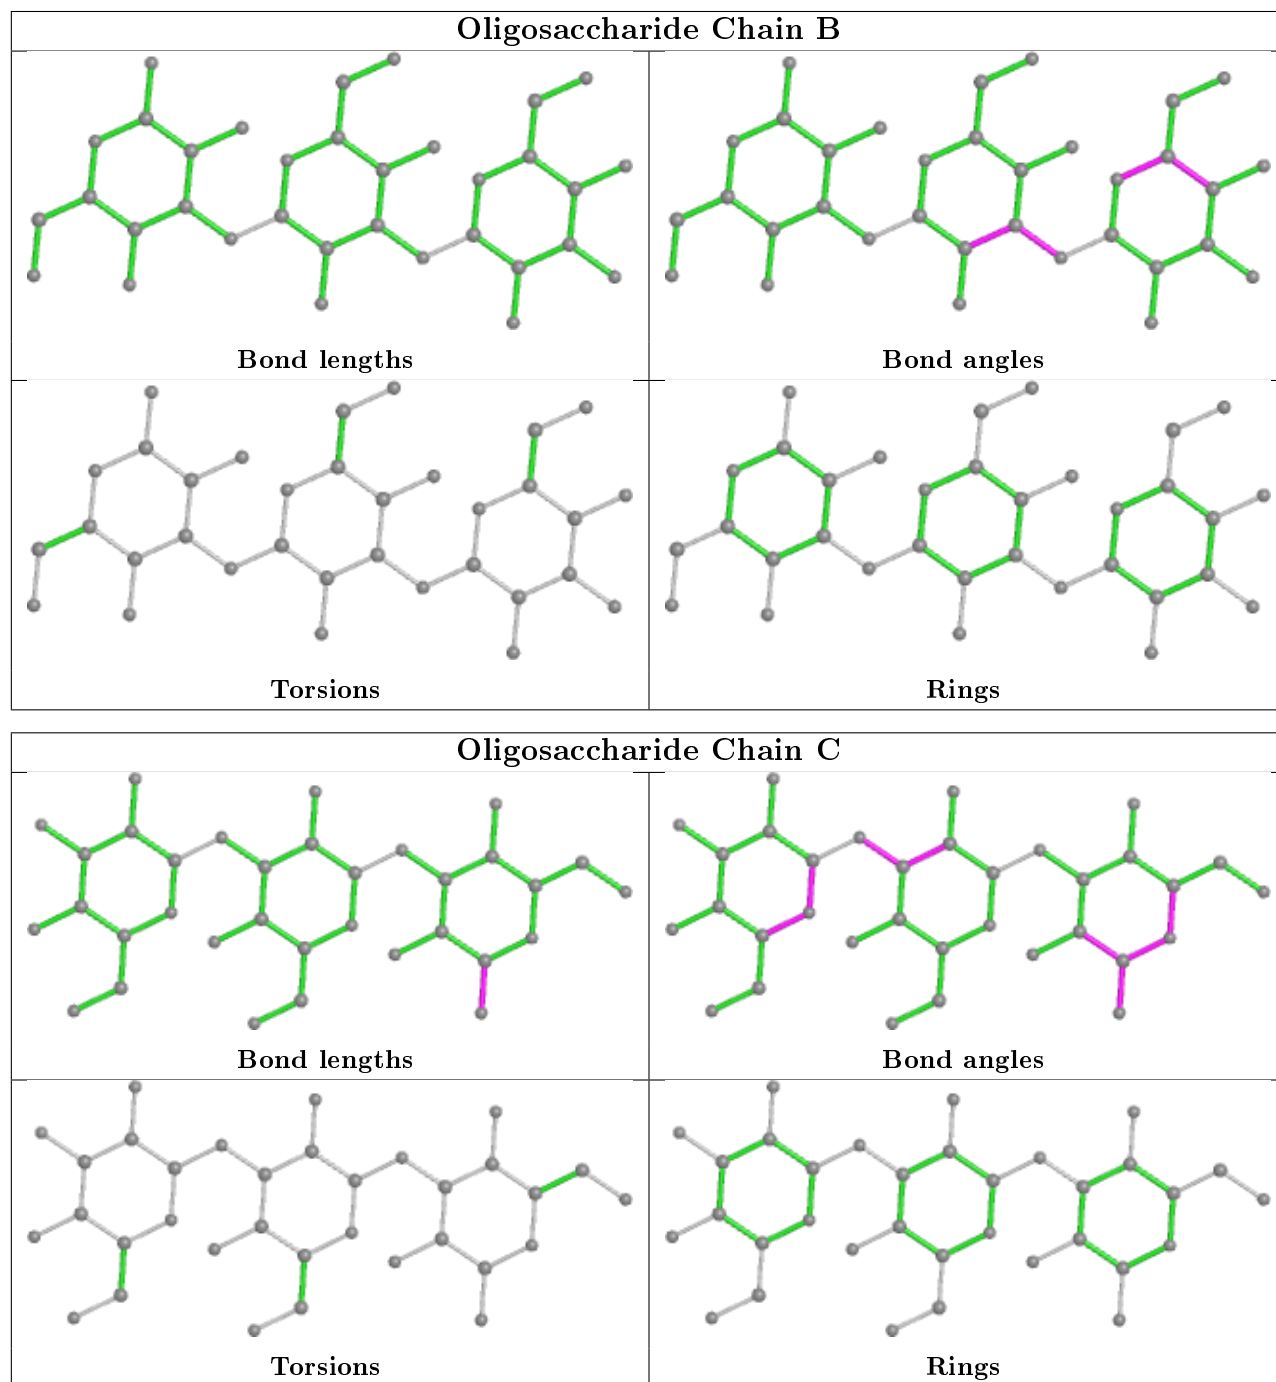 Oligosaccharide Chain B
Bond lengths
Bond angles
Torsions
Rings
Oligosaccharide Chain C
Bond lengths
Bond angles
Torsions
Rings